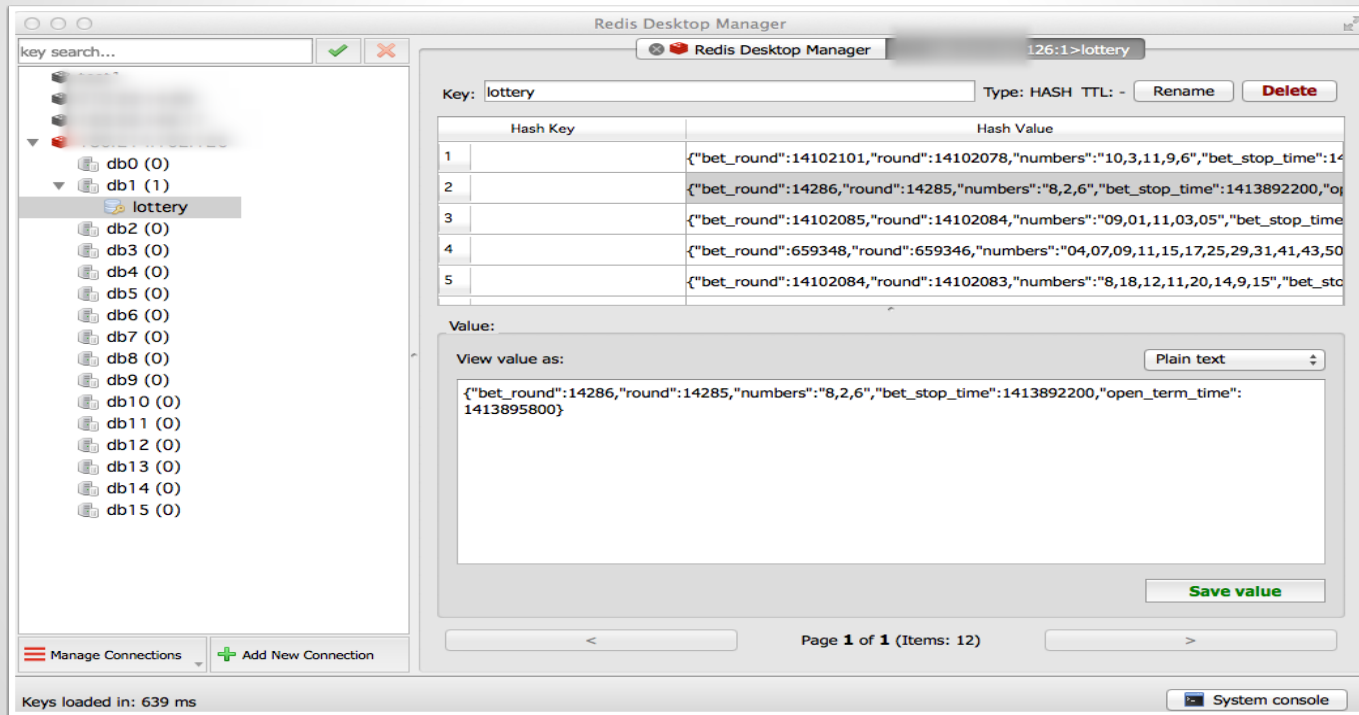 Redis Desktop Manager
key search...
Redis Desktop Manager
126:1>lottery
Key: lottery
Type: HASH TTL: -
Rename
Delete
Hash Key
Hash Value
1
{"bet_round":14102101,"round":14102078,"numbers":"10,3,11,9,6","bet_stop_time":14
2
{"bet_round":14286,"round":14285,"numbers":"8,2,6","bet_stop_time":1413892200,"op
3
{"bet_round":14102085,"round":14102084,"numbers":"09,01,11,03,05","bet_stop_time
4
{"bet_round":659348,"round":659346,"numbers":"04,07,09,11,15,17,25,29,31,41,43,50
5
{"bet_round":14102084,"round":14102083,"numbers":"8,18,12,11,20,14,9,15","bet_sto
db0 (0)
db1 (1)
lottery
db2 (0)
db3 (0)
db4 (0)
db5 (0)
db6 (0)
db7 (0)
db8 (0)
db9 (0)
db10 (0)
db11 (0)
db12 (0)
db13 (0)
db14 (0)
db15 (0)
Value:
View value as:
Plain text
{"bet_round":14286,"round":14285,"numbers":"8,2,6","bet_stop_time":1413892200,"open_term_time":
1413895800}
Save value
<
Page 1 of 1 (Items: 12)
>
Manage Connections
Add New Connection
Keys loaded in: 639 ms
System console